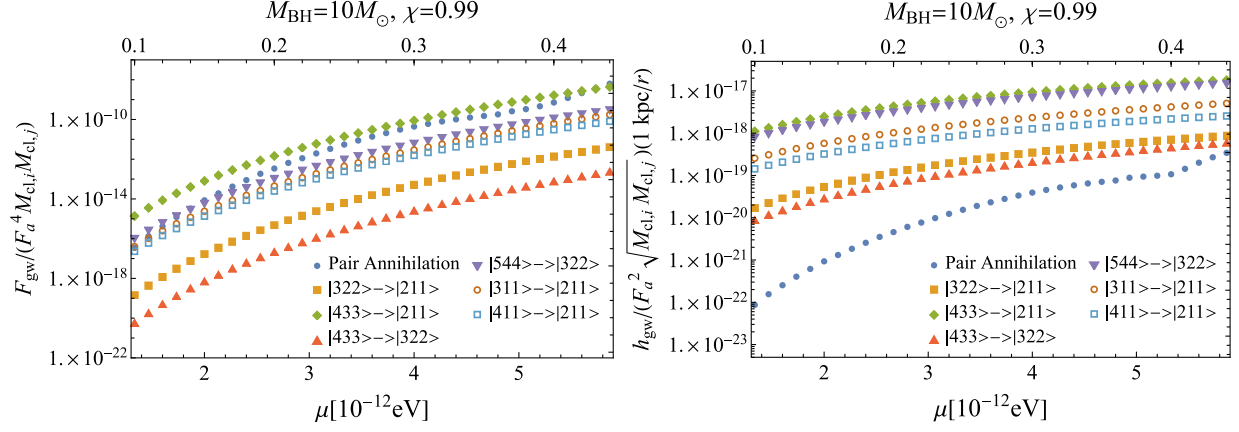 M_BH=10M_⊙, χ=0.99
0.1 0.2 0.3 0.4
F_gw/(F_a^4 M_cl,i M_cl,j)
1.×10^-10
1.×10^-14
1.×10^-18
1.×10^-22
Pair Annihilation
|322>->|211>
|433>->|211>
|433>->|322>
|544>->|322>
|311>->|211>
|411>->|211>
2 3 4 5
μ[10^-12 eV]
M_BH=10M_⊙, χ=0.99
0.1 0.2 0.3 0.4
h_gw/(F_a^2 √M_cl,i M_cl,j)(1 kpc/r)
1.×10^-17
1.×10^-18
1.×10^-19
1.×10^-20
1.×10^-21
1.×10^-22
1.×10^-23
Pair Annihilation
|322>->|211>
|433>->|211>
|433>->|322>
|544>->|322>
|311>->|211>
|411>->|211>
2 3 4 5
μ[10^-12 eV]